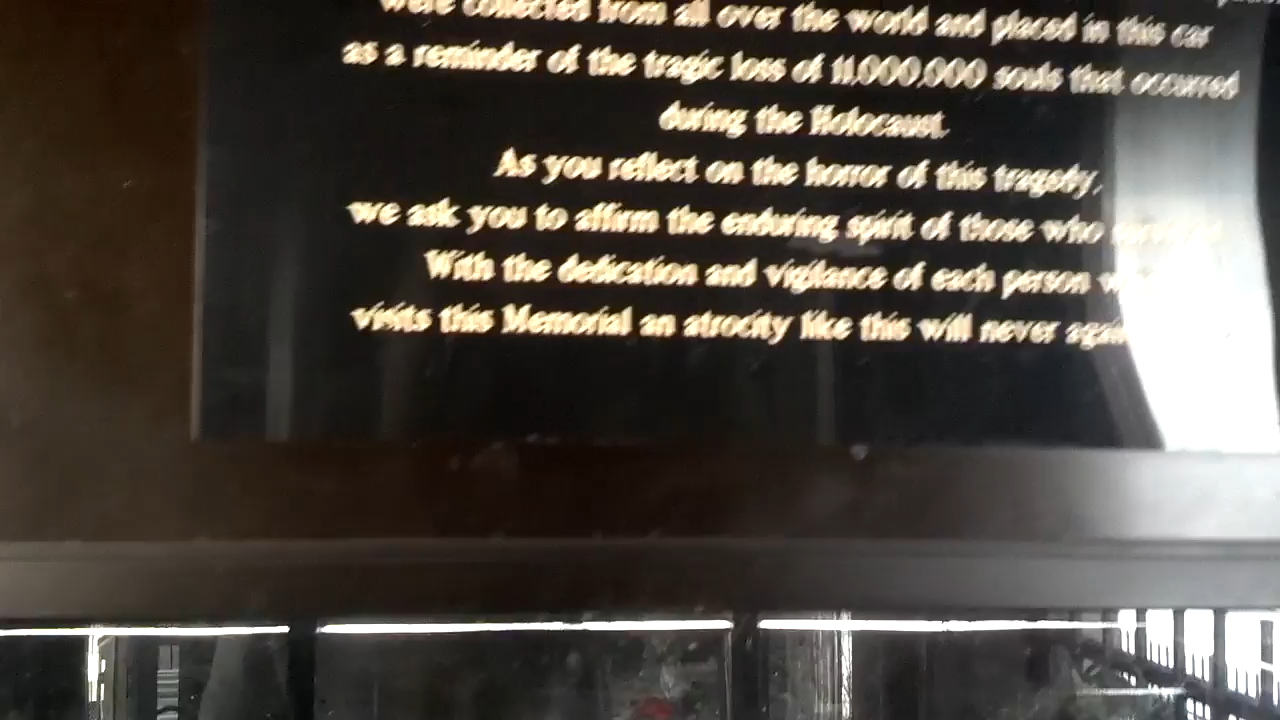 were collected from all over the world and placed in this car
as a reminder of the tragic loss of 11,000,000 souls that occurred
during the Holocaust.
As you reflect on the horror of this tragedy,
we ask you to affirm the enduring spirit of those who
With the dedication and vigilance of each person
visits this Memorial an atrocity like this will never again